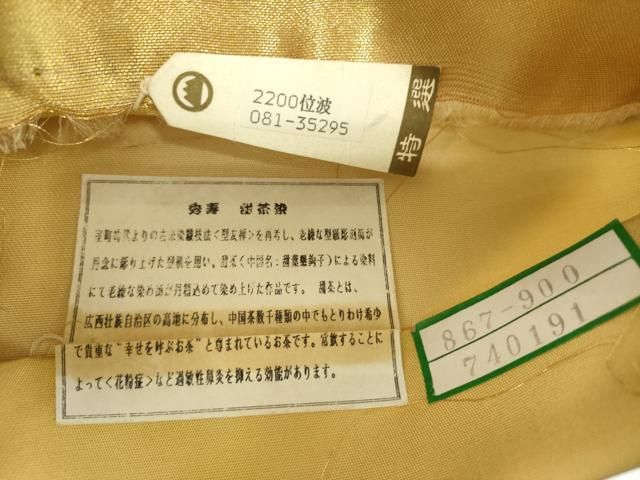 2200位波
081-35295
特選
秀寿 甜茶染
室町時代よりの古来染織技法<型友禅>を再考し、老練な型紙彫刻師が
丹念に彫り上げた型紙を用い、甜茶(中国名:甜葉懸鈎子)による染料
にて老練な染め師が丹精込めて染め上げた作品です。 甜茶とは、
広西壮族自治区の高地に分布し、中国茶数千種類の中でもとりわけ希少
で貴重な"幸せを呼ぶお茶"と尊まれているお茶です。常飲することに
よってく花粉症>など過敏性鼻炎を抑える効能があります。
867-900
740191